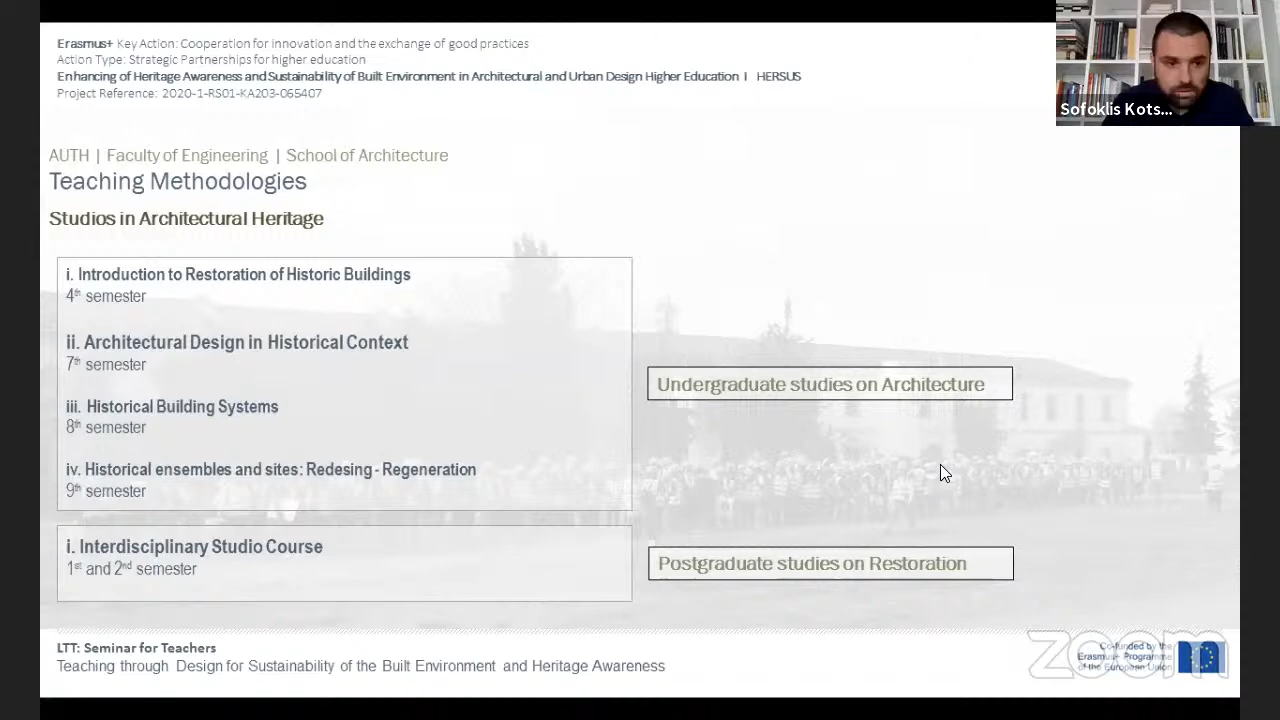 Erasmus+ Key Action: Cooperation for innovation and the exchange of good practices
Action Type: Strategic Partnerships for higher education
Enhancing of Heritage Awareness and Sustainability of Built Environment in Architectural and Urban Design Higher Education I HERSUS
Project Reference: 2020-1-RS01-KA203-065407
Sofoklis Kots...
AUTH | Faculty of Engineering | School of Architecture
Teaching Methodologies
Studios in Architectural Heritage
i. Introduction to Restoration of Historic Buildings
4th semester
ii. Architectural Design in Historical Context
7th semester
iii. Historical Building Systems
8th semester
iv. Historical ensembles and sites: Redesing - Regeneration
9th semester
Undergraduate studies on Architecture
i. Interdisciplinary Studio Course
1st and 2nd semester
Postgraduate studies on Restoration
LTT: Seminar for Teachers
Teaching through Design for Sustainability of the Built Environment and Heritage Awareness
Co-funded by the
Erasmus+ Programme
of the European Union
zoom